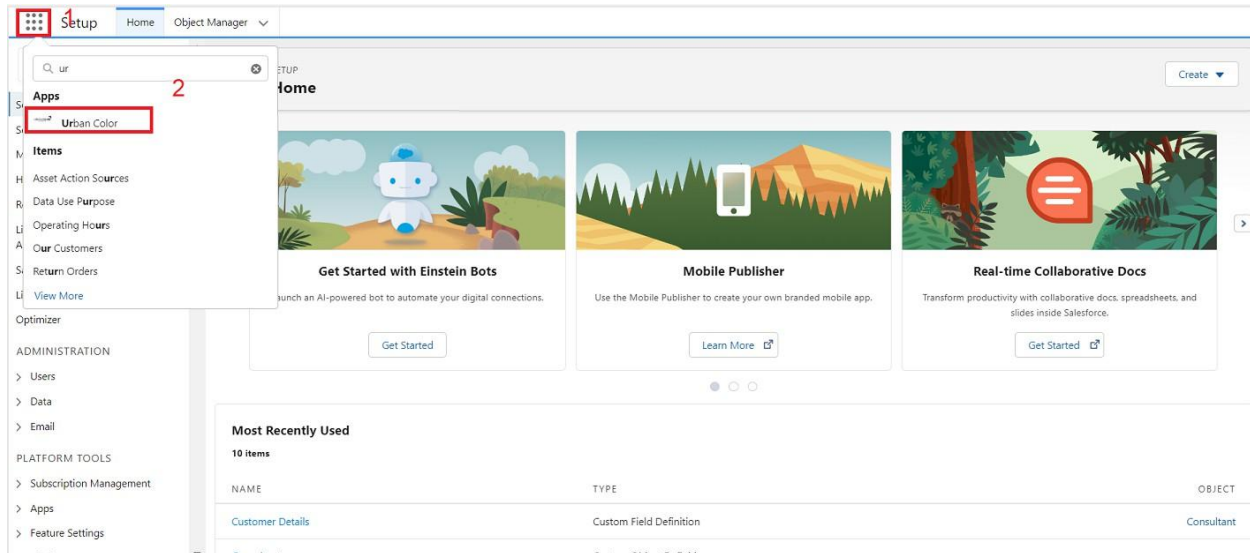 1
Setup
Home
Object Manager
ur
2
Apps
Urban Color
Items
Asset Action Sources
Data Use Purpose
Operating Hours
Our Customers
Return Orders
View More
Optimizer
ADMINISTRATION
Users
Data
Email
PLATFORM TOOLS
Subscription Management
Apps
Feature Settings
ETUP
Home
Create
Get Started with Einstein Bots
aunch an AI-powered bot to automate your digital connections.
Get Started
Mobile Publisher
Use the Mobile Publisher to create your own branded mobile app.
Learn More
Real-time Collaborative Docs
Transform productivity with collaborative docs, spreadsheets, and
slides inside Salesforce.
Get Started
Most Recently Used
10 items
NAME TYPE OBJECT
Customer Details Custom Field Definition Consultant